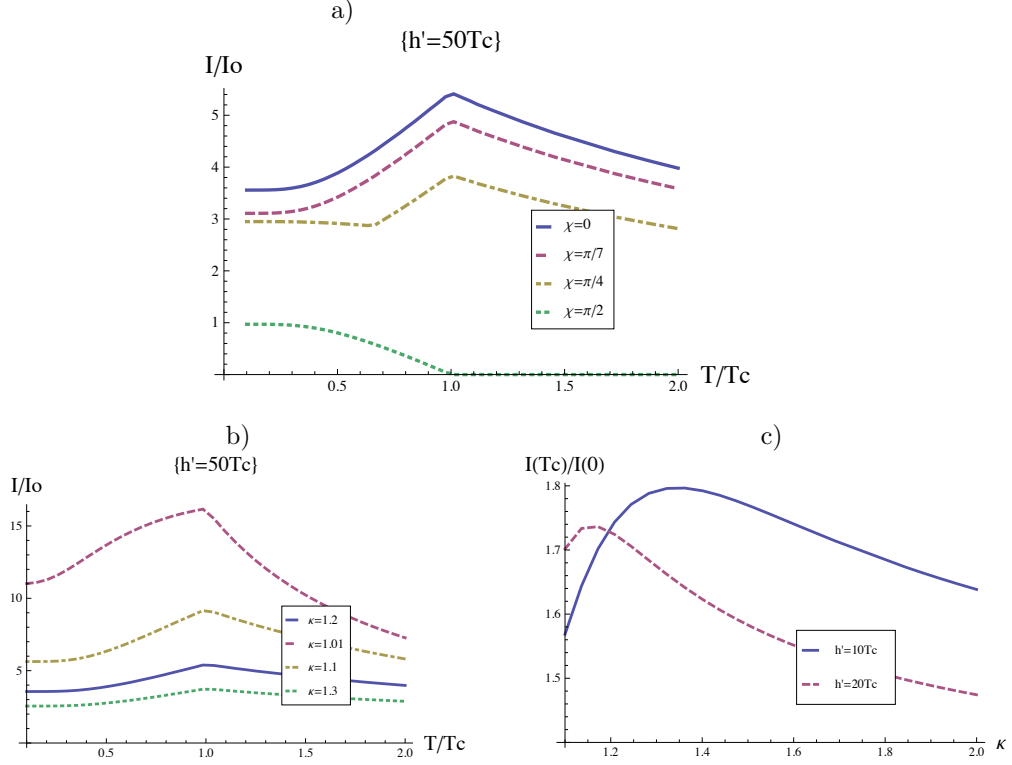 a)
{h'=50Tc}
I/Io
5
4
3
2
1
0.5
1.0
1.5
2.0
T/Tc
χ=0
χ=π/7
χ=π/4
χ=π/2
b)
{h'=50Tc}
I/Io
15
10
5
0.5
1.0
1.5
2.0
T/Tc
κ=1.2
κ=1.01
κ=1.1
κ=1.3
c)
I(Tc)/I(0)
1.8
1.7
1.6
1.5
1.2
1.4
1.6
1.8
2.0
κ
h'=10Tc
h'=20Tc